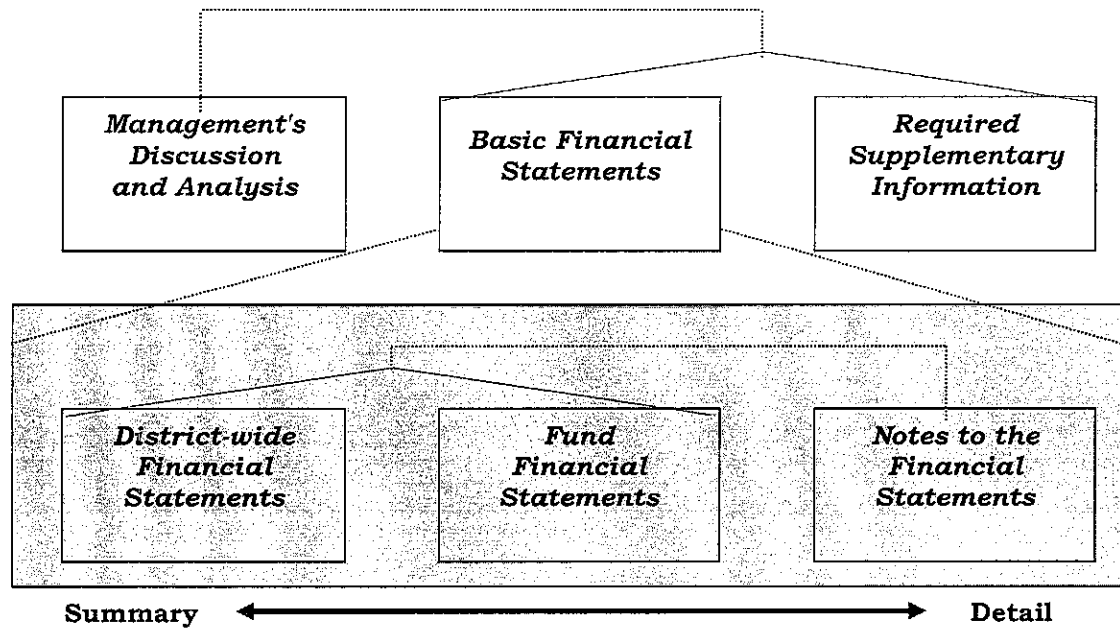 Management's
Discussion
and Analysis
Basic Financial
Statements
Required
Supplementary
Information
District-wide
Financial
Statements
Fund
Financial
Statements
Notes to the
Financial
Statements
Summary
Detail